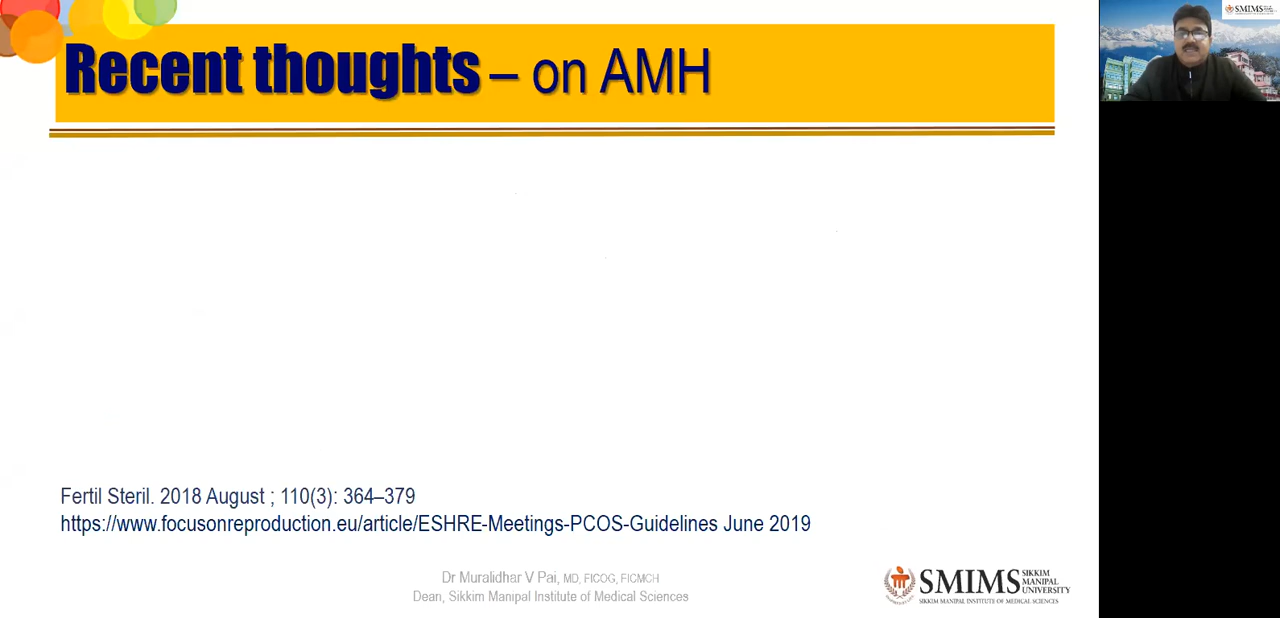 Recent thoughts – on AMH
SMIMS
Fertil Steril. 2018 August ; 110(3): 364–379
https://www.focusonreproduction.eu/article/ESHRE-Meetings-PCOS-Guidelines June 2019
Dr Muralidhar V Pai, MD, FICOG, FICMCH
Dean, Sikkim Manipal Institute of Medical Sciences
SMIMS SIKKIM
MANIPAL
UNIVERSITY
SIKKIM MANIPAL INSTITUTE OF MEDICAL SCIENCES